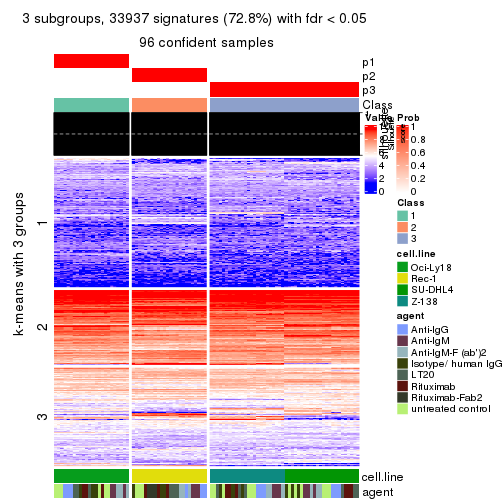 3 subgroups, 33937 signatures (72.8%) with fdr < 0.05
96 confident samples
p1
p2
p3
Class
silhouette
score
Value
6
4
2
0
Prob
1
0.8
0.6
0.4
0.2
0
Class
1
2
3
cell.line
Oci-Ly18
Rec-1
SU-DHL4
Z-138
agent
Anti-IgG
Anti-IgM
Anti-IgM-F (ab')2
Isotype/ human IgG
LT20
Rituximab
Rituximab-Fab2
untreated control
k-means with 3 groups
1
2
3
cell.line
agent